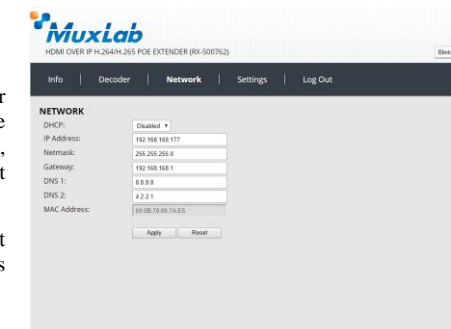 MuxLab
HDMI OVER IP H.264/H.265 POE EXTENDER (RX-500762)
Blink
Info | Decoder | Network | Settings | Log Out
NETWORK
DHCP: Disabled
IP Address: 192.168.168.177
Netmask: 255.255.255.0
Gateway: 192.168.168.1
DNS 1: 8.8.8.8
DNS 2: 4.2.2.1
MAC Address:
Apply Reset